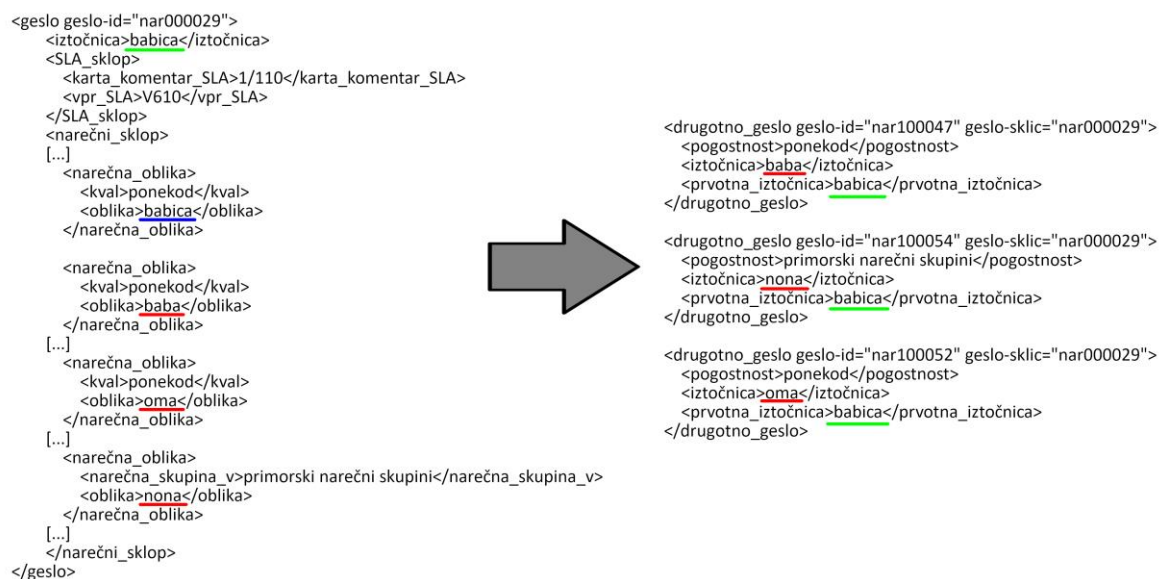 <geslo geslo-id="nar000029">
<iztočnica>babica</iztočnica>
<SLA_sklop>
<karta_komentar_SLA>1/110</karta_komentar_SLA>
<vpr_SLA>V610</vpr_SLA>
</SLA_sklop>
<narečni_sklop>
[...]
<narečna_oblika>
<kval>ponekod</kval>
<oblika>babica</oblika>
</narečna_oblika>
<narečna_oblika>
<kval>ponekod</kval>
<oblika>baba</oblika>
</narečna_oblika>
[...]
<narečna_oblika>
<kval>ponekod</kval>
<oblika>oma</oblika>
</narečna_oblika>
[...]
<narečna_oblika>
<narečna_skupina_v>primorski narečni skupini</narečna_skupina_v>
<oblika>nona</oblika>
</narečna_oblika>
[...]
</narečni_sklop>
</geslo>
<drugotno_geslo geslo-id="nar100047" geslo-sklic="nar000029">
<pogostnost>ponekod</pogostnost>
<iztočnica>baba</iztočnica>
<prvotna_iztočnica>babica</prvotna_iztočnica>
</drugotno_geslo>
<drugotno_geslo geslo-id="nar100054" geslo-sklic="nar000029">
<pogostnost>primorski narečni skupini</pogostnost>
<iztočnica>nona</iztočnica>
<prvotna_iztočnica>babica</prvotna_iztočnica>
</drugotno_geslo>
<drugotno_geslo geslo-id="nar100052" geslo-sklic="nar000029">
<pogostnost>ponekod</pogostnost>
<iztočnica>oma</iztočnica>
<prvotna_iztočnica>babica</prvotna_iztočnica>
</drugotno_geslo>